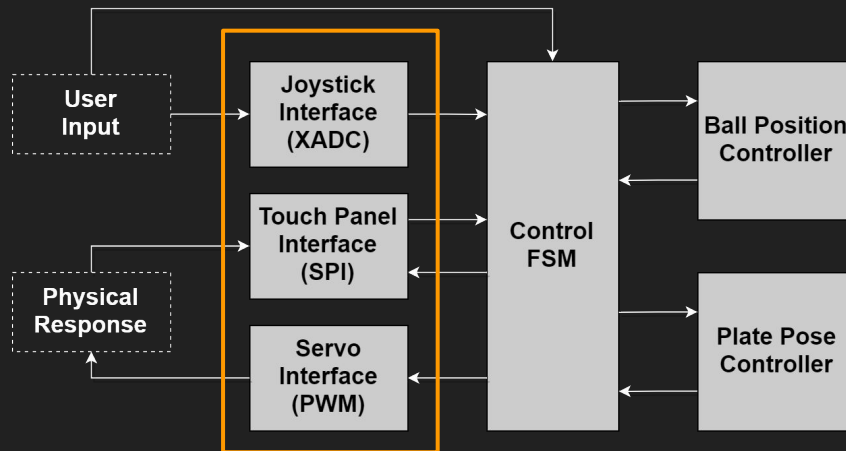 User
Input
Joystick
Interface
(XADC)
Touch Panel
Interface
(SPI)
Physical
Response
Servo
Interface
(PWM)
Control
FSM
Ball Position
Controller
Plate Pose
Controller